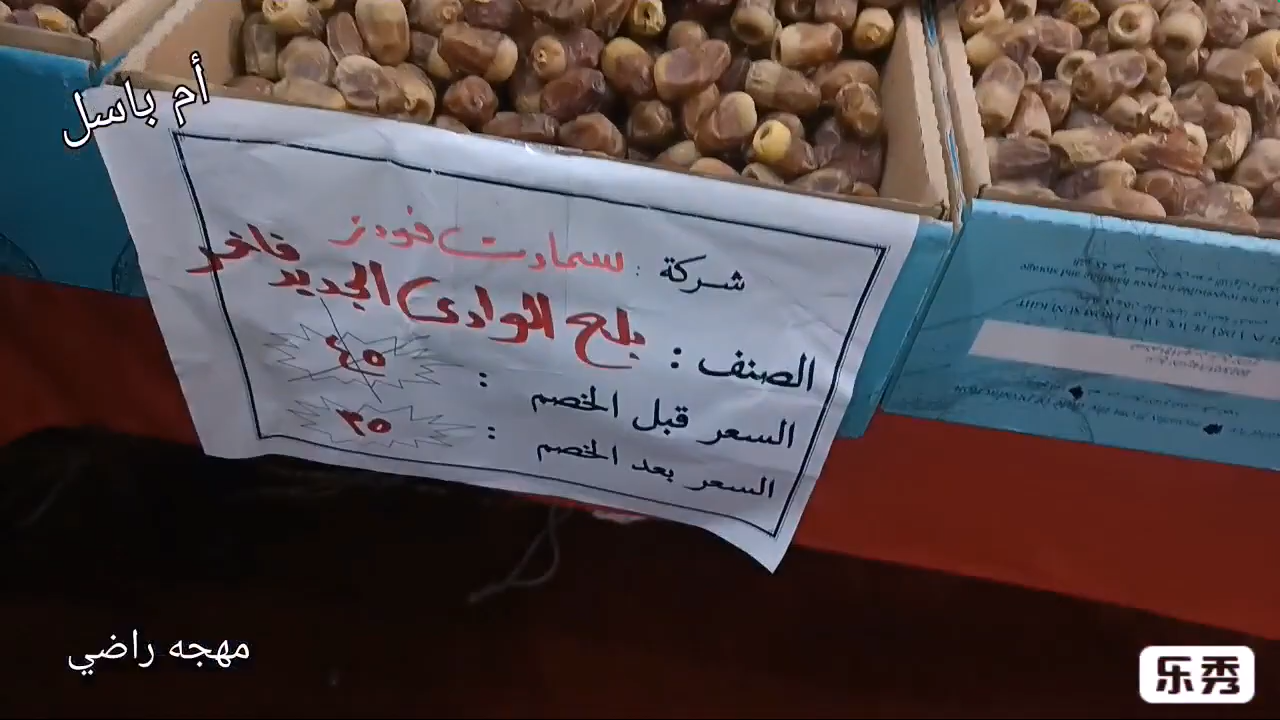 أم باسل
شركة : سمارت فودز
الصنف : بلح الوادى الجديد فاخر
السعر قبل الخصم : ٤٥
السعر بعد الخصم : ٣٥
مهجه راضي
乐秀